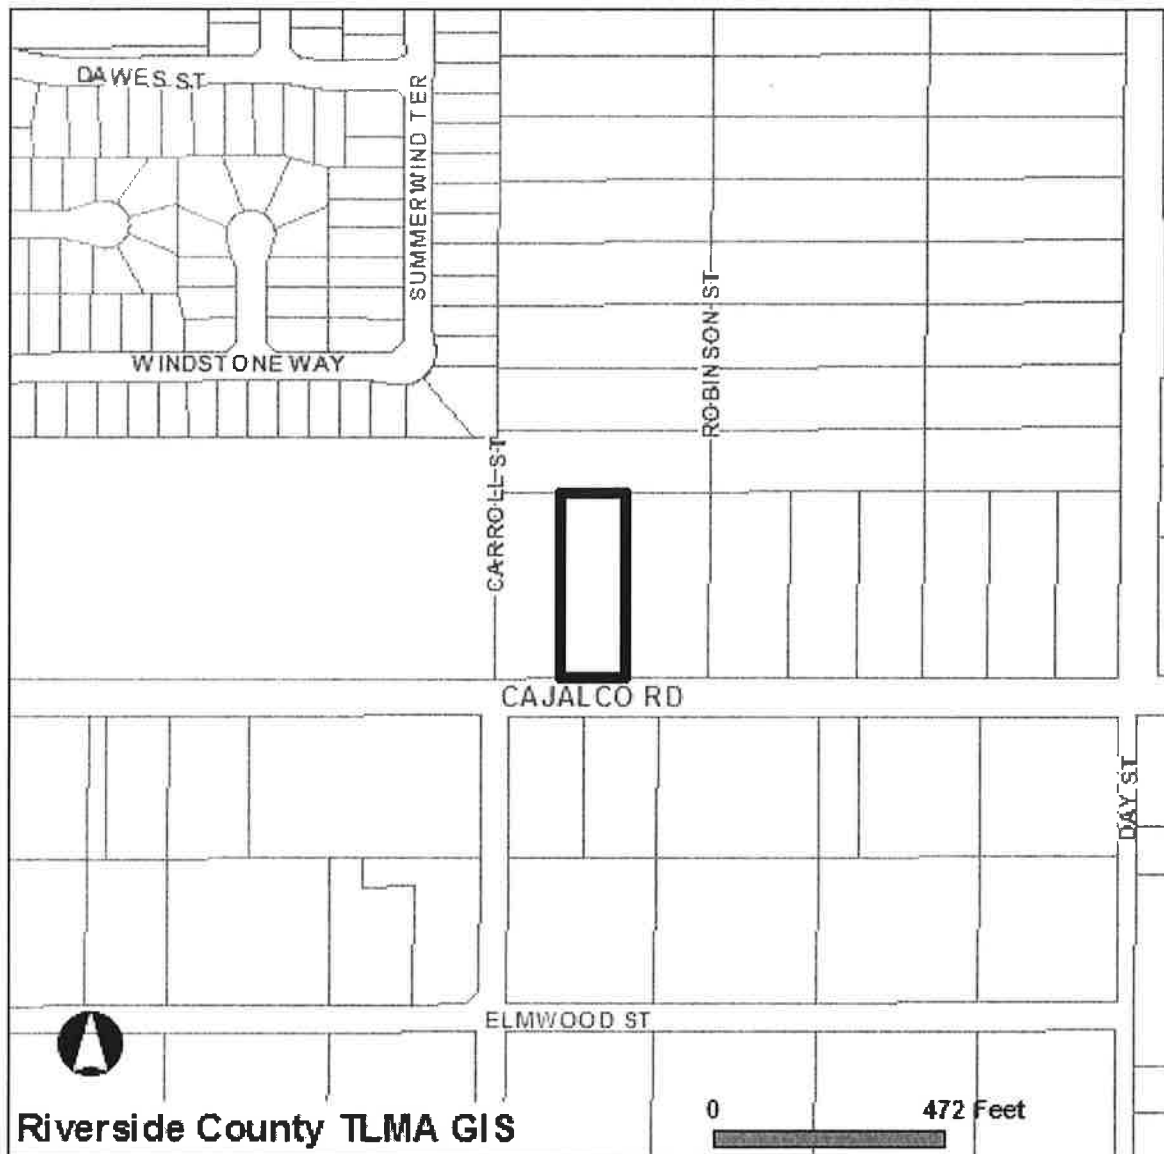 DAWES ST
SUMMERWIND TER
WINDSTONE WAY
ROBINSON ST
CARROLL ST
CAJALCO RD
DAY ST
ELMWOOD ST
0 472 Feet
Riverside County TLMA GIS